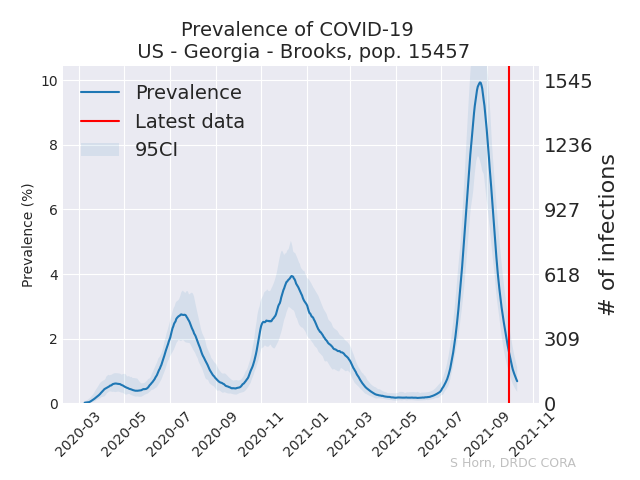 Prevalence of COVID-19
US - Georgia - Brooks, pop. 15457
Prevalence
Latest data
95CI
Prevalence (%)
10
8
6
4
2
0
1545
1236
927
618
309
0
# of infections
2020-03
2020-05
2020-07
2020-09
2020-11
2021-01
2021-03
2021-05
2021-07
2021-09
2021-11
S Horn, DRDC CORA